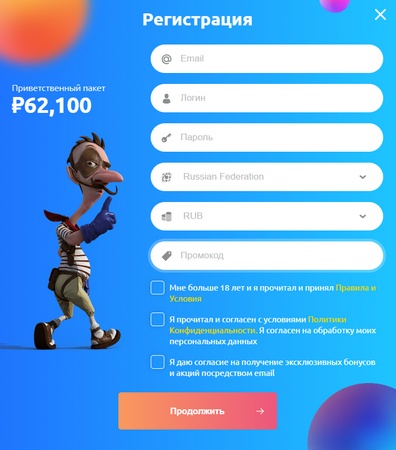 Регистрация
Приветственный пакет
₽62,100
Email
Логин
Пароль
Russian Federation
RUB
Промокод
Мне больше 18 лет и я прочитал и принял Правила и
Условия
Я прочитал и согласен с условиями Политики
Конфиденциальности. Я согласен на обработку моих
персональных данных
Я даю согласие на получение эксклюзивных бонусов
и акций посредством email
Продолжить